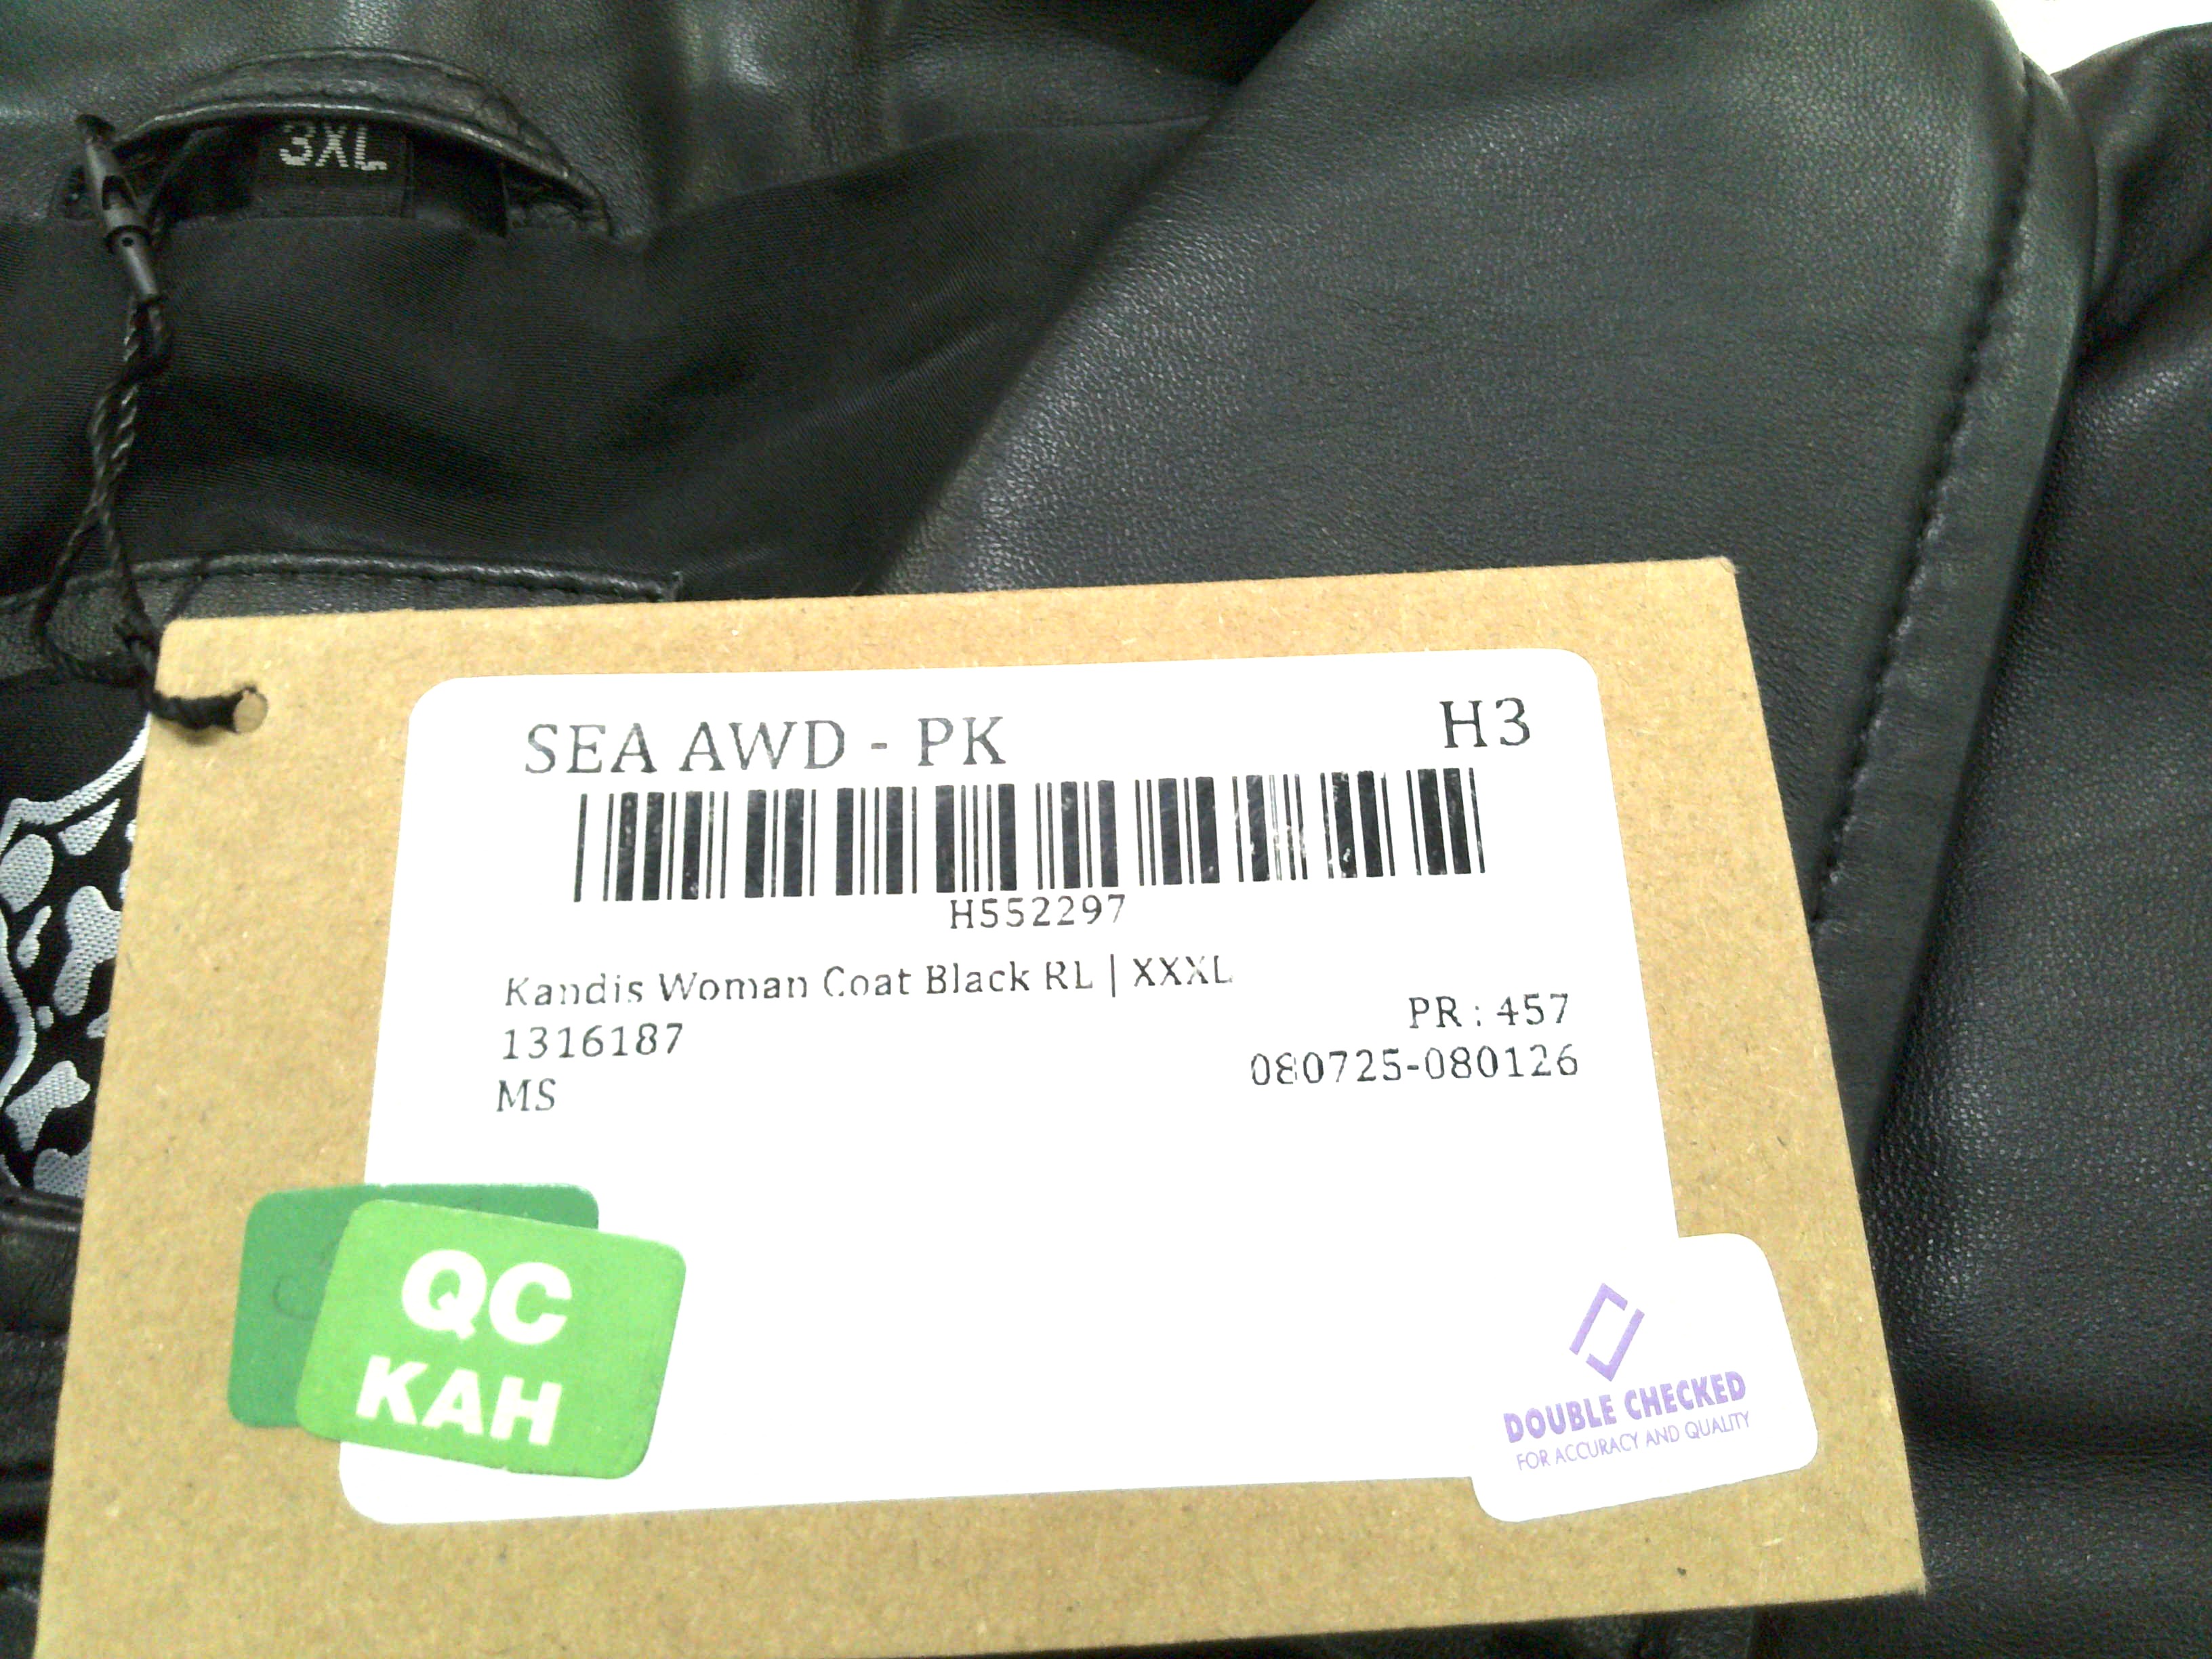 3XL
SEA AWD - PK
H3
H552297
Kandis Woman Coat Black RL | XXXL
1316187
PR : 457
MS
080725-080126
QC
KAH
DOUBLE CHECKED
FOR ACCURACY AND QUALITY